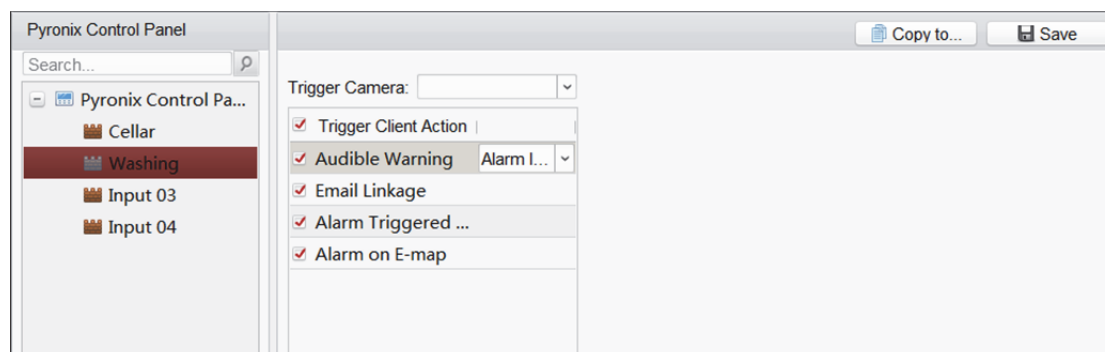 Pyronix Control Panel
Copy to...
Save
Search...
Trigger Camera:
Pyronix Control Pa...
Trigger Client Action
Cellar
Audible Warning
Alarm I...
Washing
Email Linkage
Input 03
Alarm Triggered ...
Input 04
Alarm on E-map